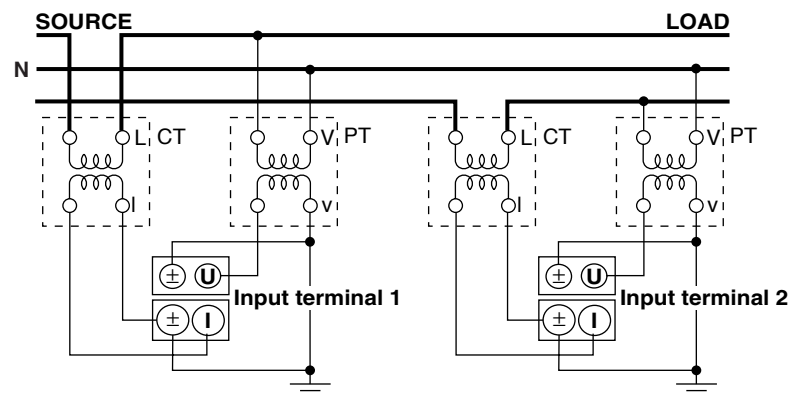 SOURCE LOAD
N
L CT V PT L CT V PT
l v l v
± U ± U
Input terminal 1 Input terminal 2
± I ± I